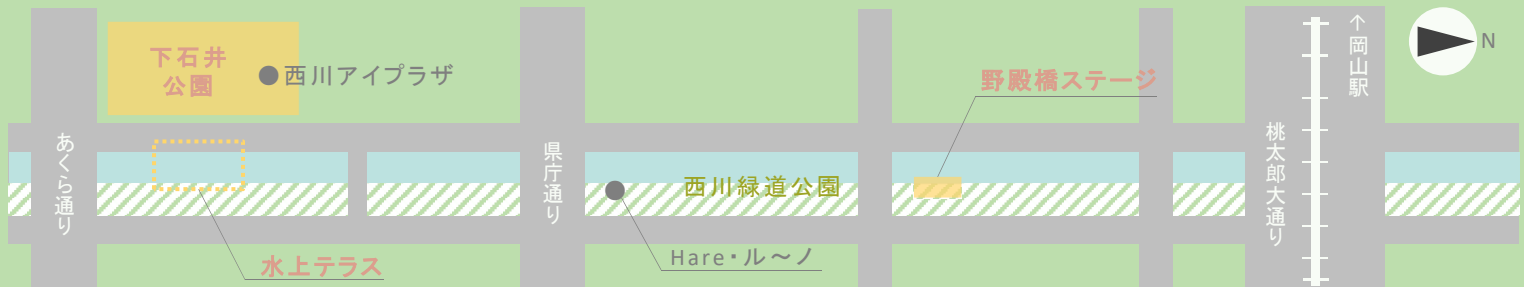 下石井
公園
西川アイプラザ
あくら通り
水上テラス
県庁通り
西川緑道公園
Hare・ル～ノ
野殿橋ステージ
桃太郎大通り
↑岡山駅
N